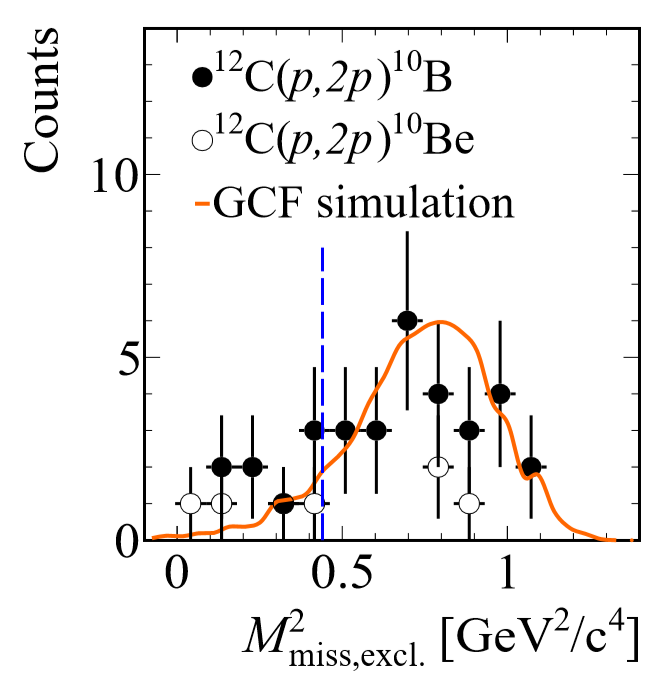 Counts
¹²C(p,2p)¹⁰B
¹²C(p,2p)¹⁰Be
GCF simulation
10
5
0
0 0.5 1
M²miss,excl. [GeV²/c⁴]